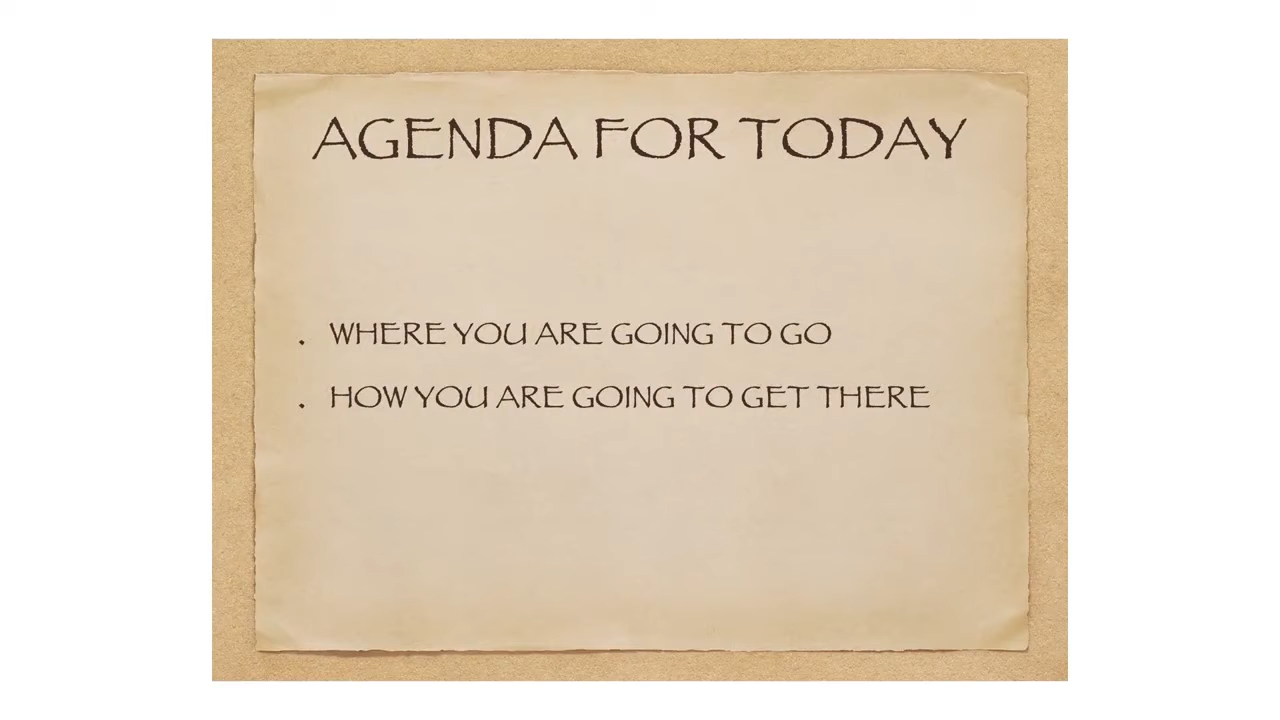 AGENDA FOR TODAY
. WHERE YOU ARE GOING TO GO
. HOW YOU ARE GOING TO GET THERE